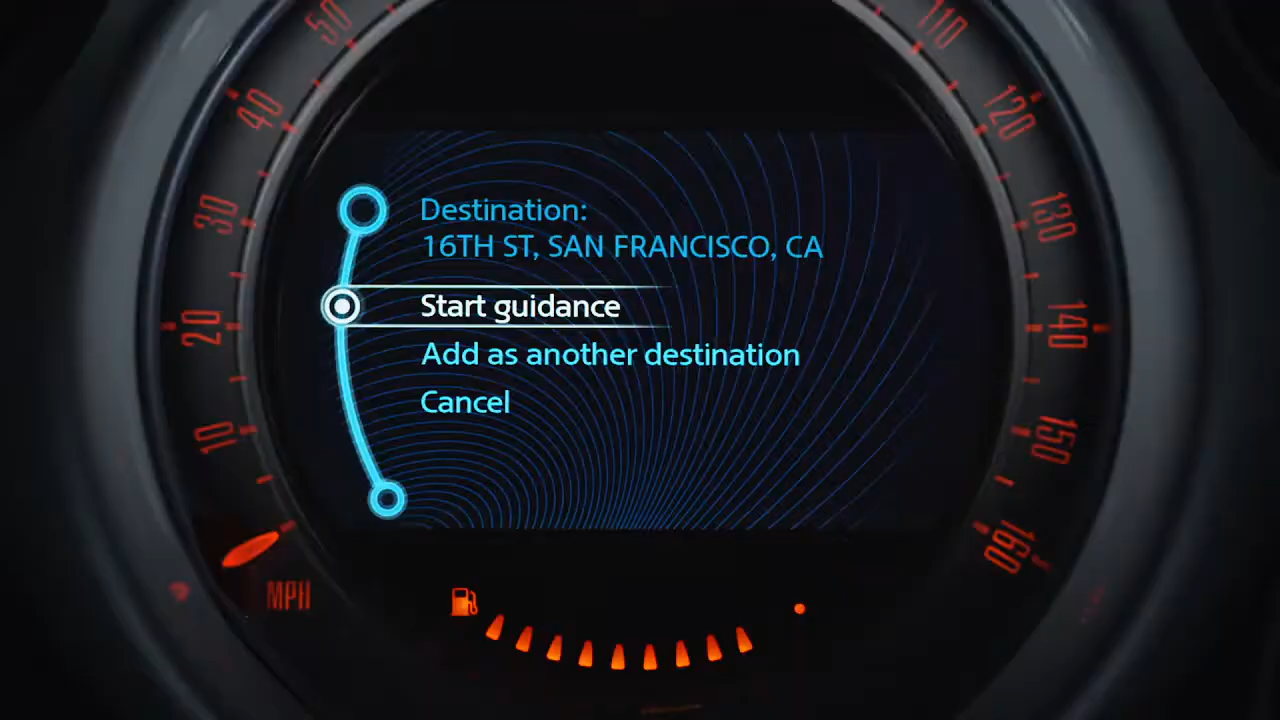 50
110
40
120
30
130
20
140
10
150
160
MPH
Destination:
16TH ST, SAN FRANCISCO, CA
Start guidance
Add as another destination
Cancel